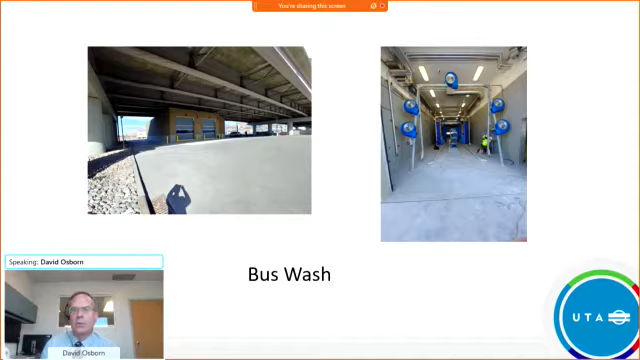 You're sharing this screen
Speaking: David Osborn
David Osborn
Bus Wash
UTA